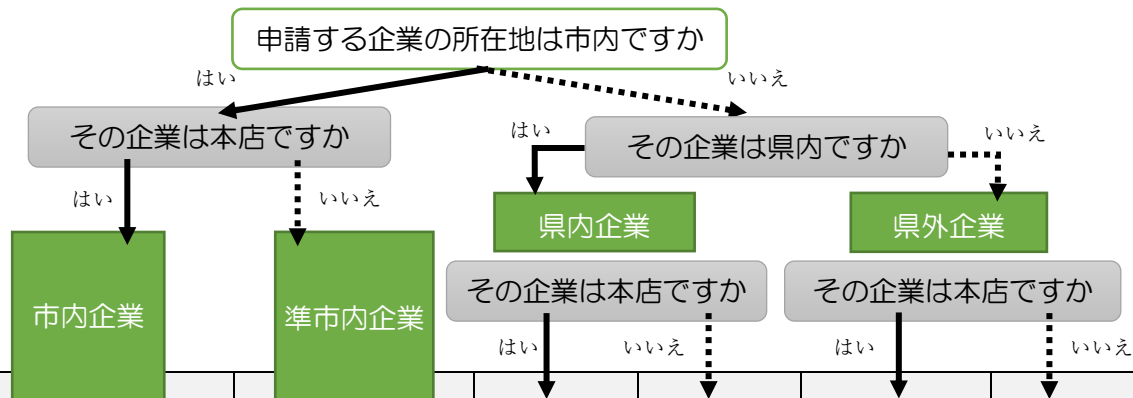 申請する企業の所在地は市内ですか
はい
いいえ
その企業は本店ですか
はい
その企業は県内ですか
いいえ
はい
いいえ
県内企業
県外企業
市内企業
準市内企業
その企業は本店ですか
その企業は本店ですか
はい
いいえ
はい
いいえ